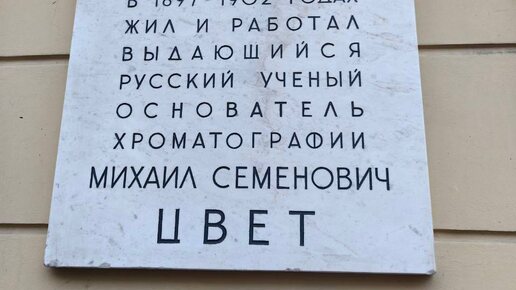 В 1897-1902 ГОДАХ
ЖИЛ И РАБОТАЛ
ВЫДАЮЩИЙСЯ
РУССКИЙ УЧЕНЫЙ
ОСНОВАТЕЛЬ
ХРОМАТОГРАФИИ
МИХАИЛ СЕМЕНОВИЧ
ЦВЕТ